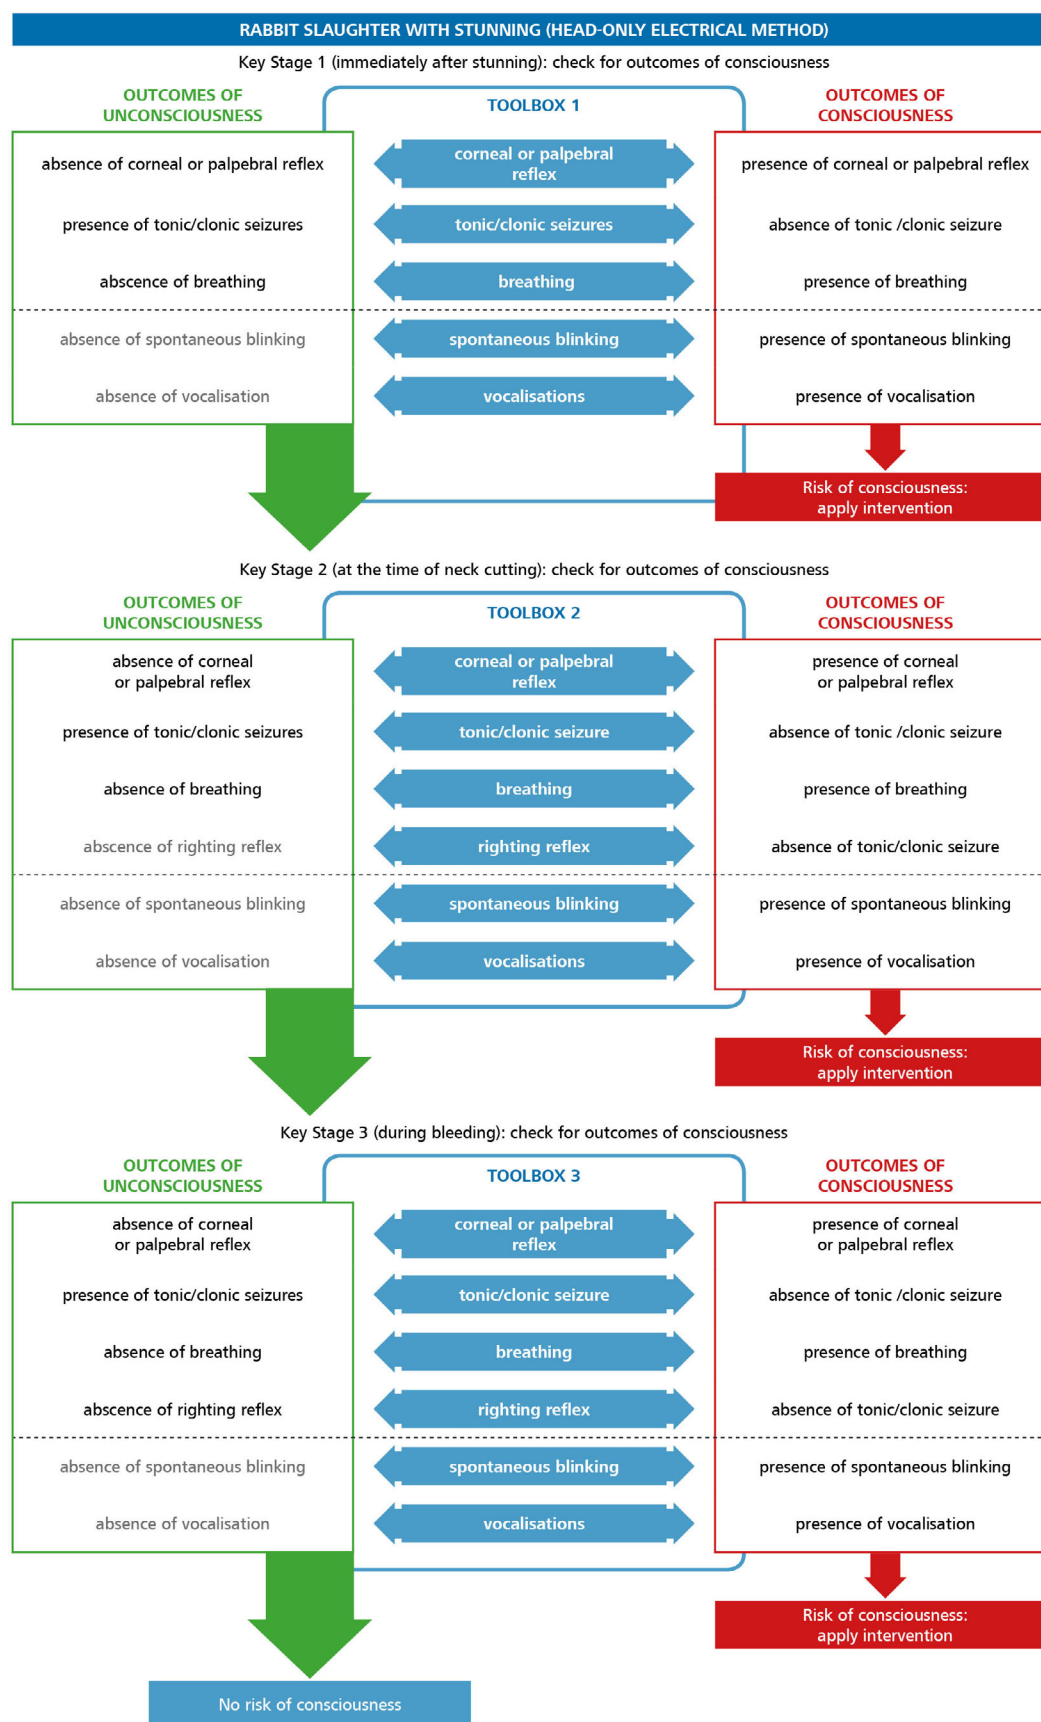 RABBIT SLAUGHTER WITH STUNNING (HEAD-ONLY ELECTRICAL METHOD)
Key Stage 1 (immediately after stunning): check for outcomes of consciousness
OUTCOMES OF
UNCONSCIOUSNESS
TOOLBOX 1
OUTCOMES OF
CONSCIOUSNESS
absence of corneal or palpebral reflex
corneal or palpebral
reflex
presence of corneal or palpebral reflex
presence of tonic/clonic seizures
tonic/clonic seizures
absence of tonic /clonic seizure
abscence of breathing
breathing
presence of breathing
absence of spontaneous blinking
spontaneous blinking
presence of spontaneous blinking
absence of vocalisation
vocalisations
presence of vocalisation
Risk of consciousness:
apply intervention
Key Stage 2 (at the time of neck cutting): check for outcomes of consciousness
OUTCOMES OF
UNCONSCIOUSNESS
TOOLBOX 2
OUTCOMES OF
CONSCIOUSNESS
absence of corneal
or palpebral reflex
corneal or palpebral
reflex
presence of corneal
or palpebral reflex
presence of tonic/clonic seizures
tonic/clonic seizure
absence of tonic /clonic seizure
absence of breathing
breathing
presence of breathing
abscence of righting reflex
righting reflex
absence of tonic/clonic seizure
absence of spontaneous blinking
spontaneous blinking
presence of spontaneous blinking
absence of vocalisation
vocalisations
presence of vocalisation
Risk of consciousness:
apply intervention
Key Stage 3 (during bleeding): check for outcomes of consciousness
OUTCOMES OF
UNCONSCIOUSNESS
TOOLBOX 3
OUTCOMES OF
CONSCIOUSNESS
absence of corneal
or palpebral reflex
corneal or palpebral
reflex
presence of corneal
or palpebral reflex
presence of tonic/clonic seizures
tonic/clonic seizure
absence of tonic /clonic seizure
absence of breathing
breathing
presence of breathing
abscence of righting reflex
righting reflex
absence of tonic/clonic seizure
absence of spontaneous blinking
spontaneous blinking
presence of spontaneous blinking
absence of vocalisation
vocalisations
presence of vocalisation
Risk of consciousness:
apply intervention
No risk of consciousness